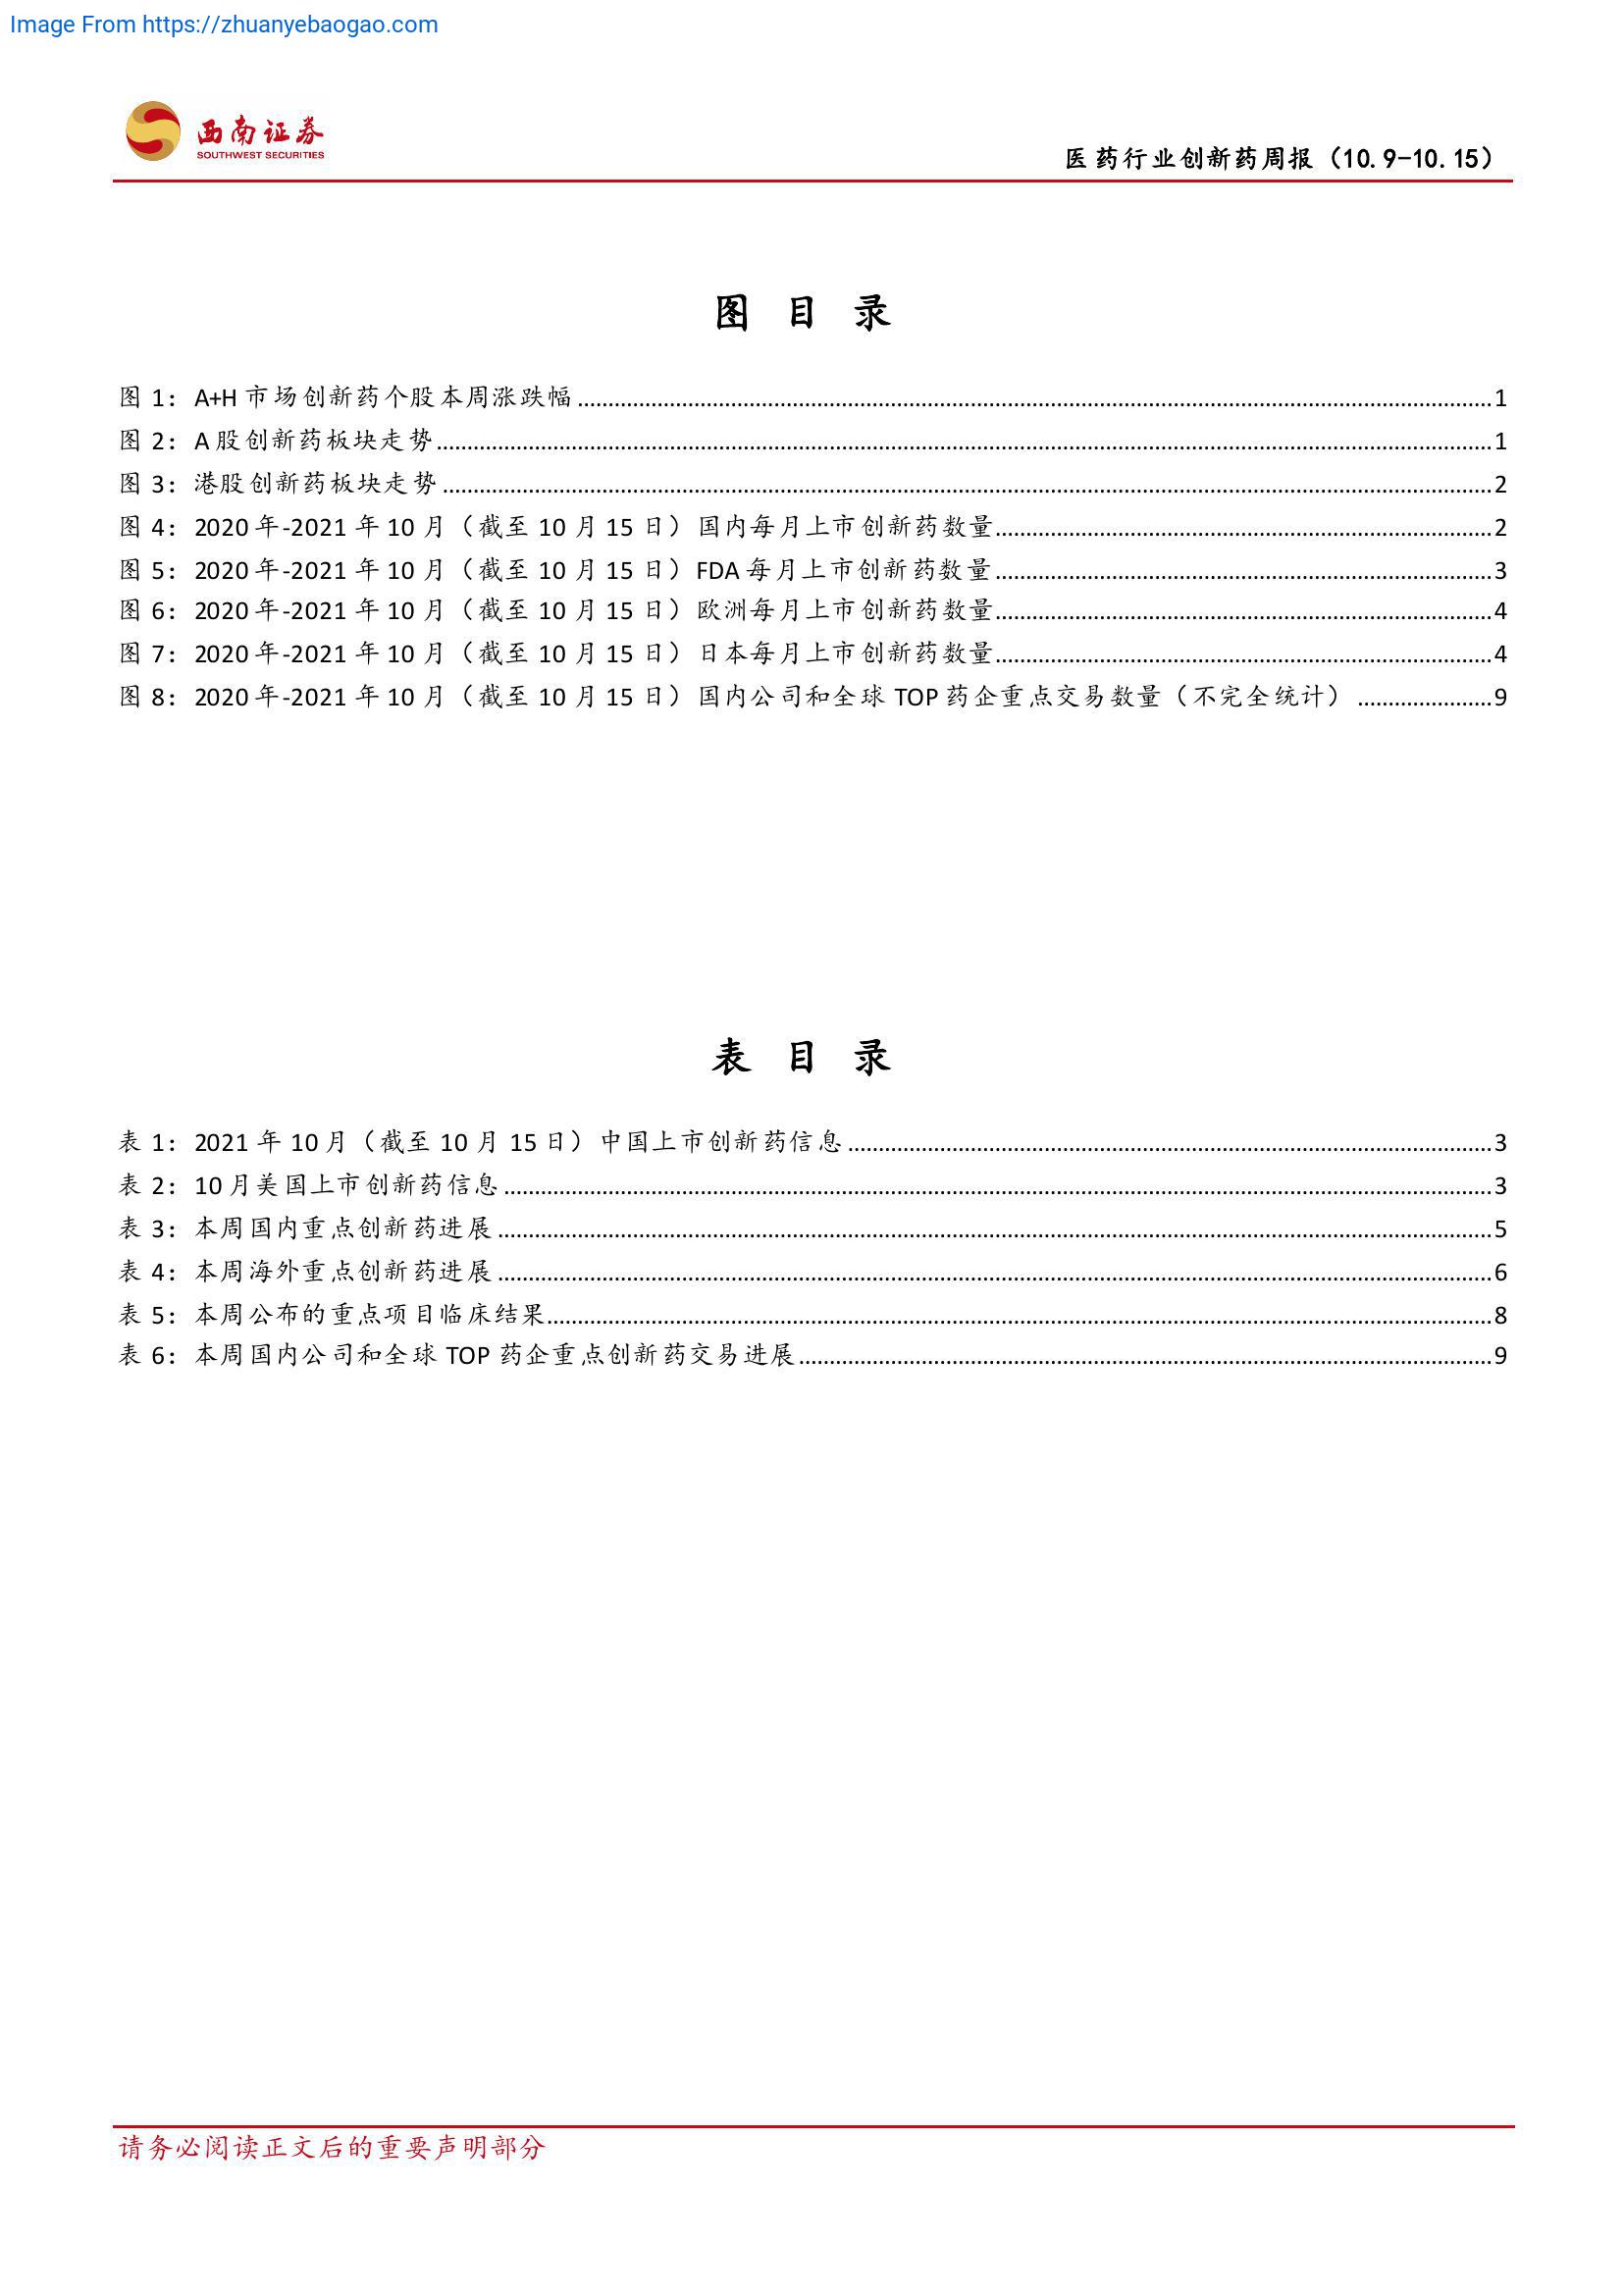 Image From https://zhuanyebaogao.com
西南证券
SOUTHWEST SECURITIES
医药行业创新药周报（10.9-10.15）
图 目 录
图 1：A+H 市场创新药个股本周涨跌幅........................1
图 2：A 股创新药板块走势........................1
图 3：港股创新药板块走势........................2
图 4：2020 年-2021 年 10 月（截至 10 月 15 日）国内每月上市创新药数量........................2
图 5：2020 年-2021 年 10 月（截至 10 月 15 日）FDA 每月上市创新药数量........................3
图 6：2020 年-2021 年 10 月（截至 10 月 15 日）欧洲每月上市创新药数量........................4
图 7：2020 年-2021 年 10 月（截至 10 月 15 日）日本每月上市创新药数量........................4
图 8：2020 年-2021 年 10 月（截至 10 月 15 日）国内公司和全球 TOP 药企重点交易数量（不完全统计）........................9
表 目 录
表 1：2021 年 10 月（截至 10 月 15 日）中国上市创新药信息........................3
表 2：10 月美国上市创新药信息........................3
表 3：本周国内重点创新药进展........................5
表 4：本周海外重点创新药进展........................6
表 5：本周公布的重点项目临床结果........................8
表 6：本周国内公司和全球 TOP 药企重点创新药交易进展........................9
请务必阅读正文后的重要声明部分